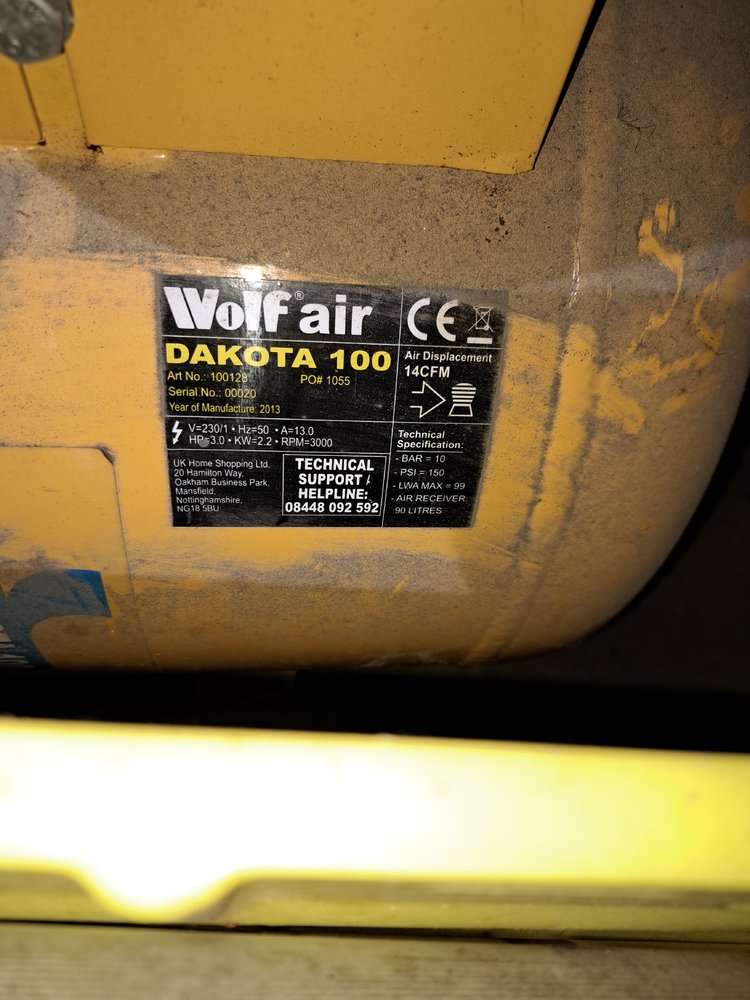 Wolf® air
CE
DAKOTA 100
Art No.: 100128 PO# 1055
Serial No.: 00020
Year of Manufacture: 2013
Air Displacement
14CFM
V=230/1 • Hz=50 • A=13.0
HP=3.0 • KW=2.2 • RPM=3000
UK Home Shopping Ltd.
20 Hamilton Way,
Oakham Business Park,
Mansfield,
Nottinghamshire,
NG18 5BU
TECHNICAL
SUPPORT
HELPLINE:
08448 092 592
Technical
Specification:
- BAR = 10
- PSI = 150
- LWA MAX = 99
- AIR RECEIVER:
90 LITRES